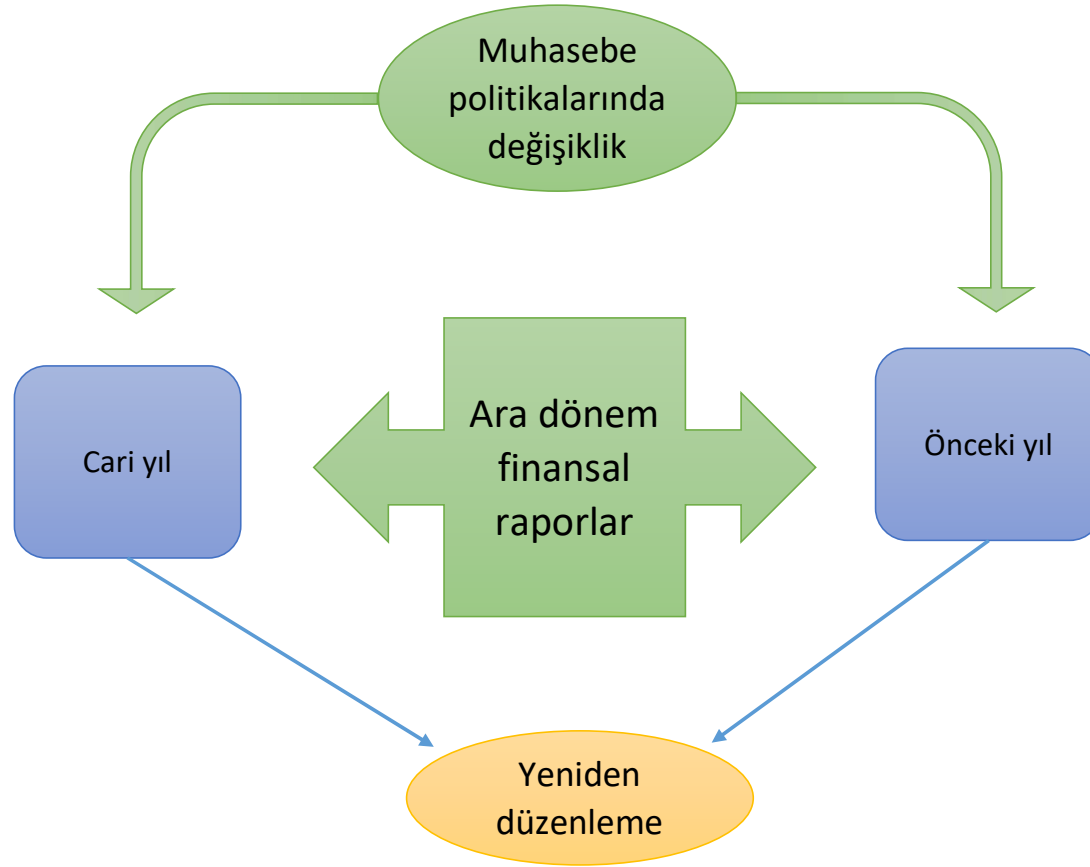 Muhasebe
politikalarında
değişiklik
Cari yıl
Ara dönem
finansal
raporlar
Önceki yıl
Yeniden
düzenleme